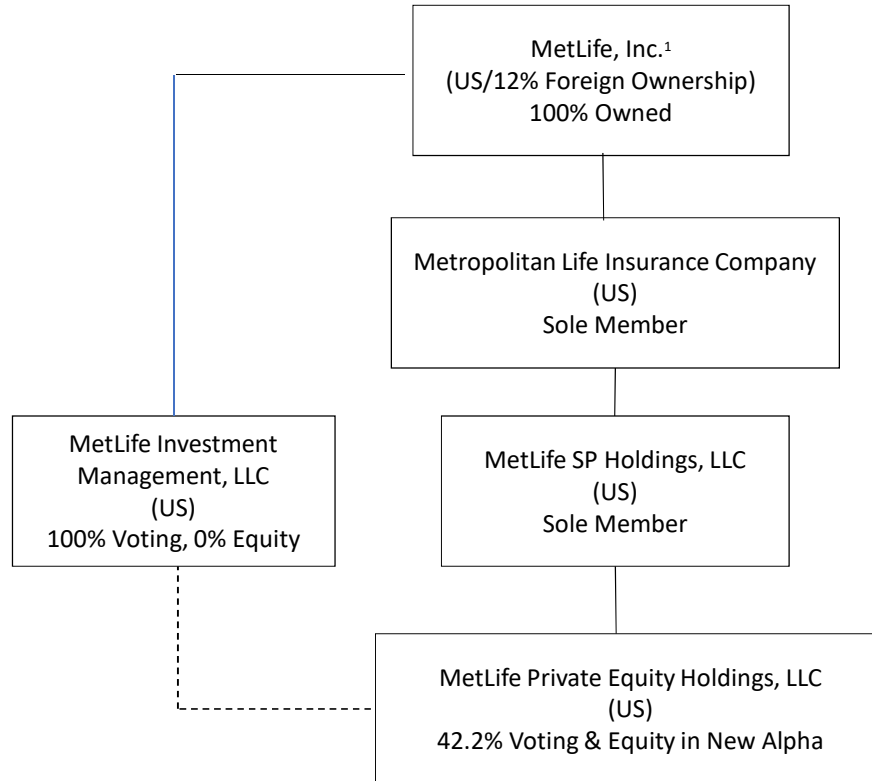 MetLife, Inc.¹
(US/12% Foreign Ownership)
100% Owned
Metropolitan Life Insurance Company
(US)
Sole Member
MetLife Investment
Management, LLC
(US)
100% Voting, 0% Equity
MetLife SP Holdings, LLC
(US)
Sole Member
MetLife Private Equity Holdings, LLC
(US)
42.2% Voting & Equity in New Alpha